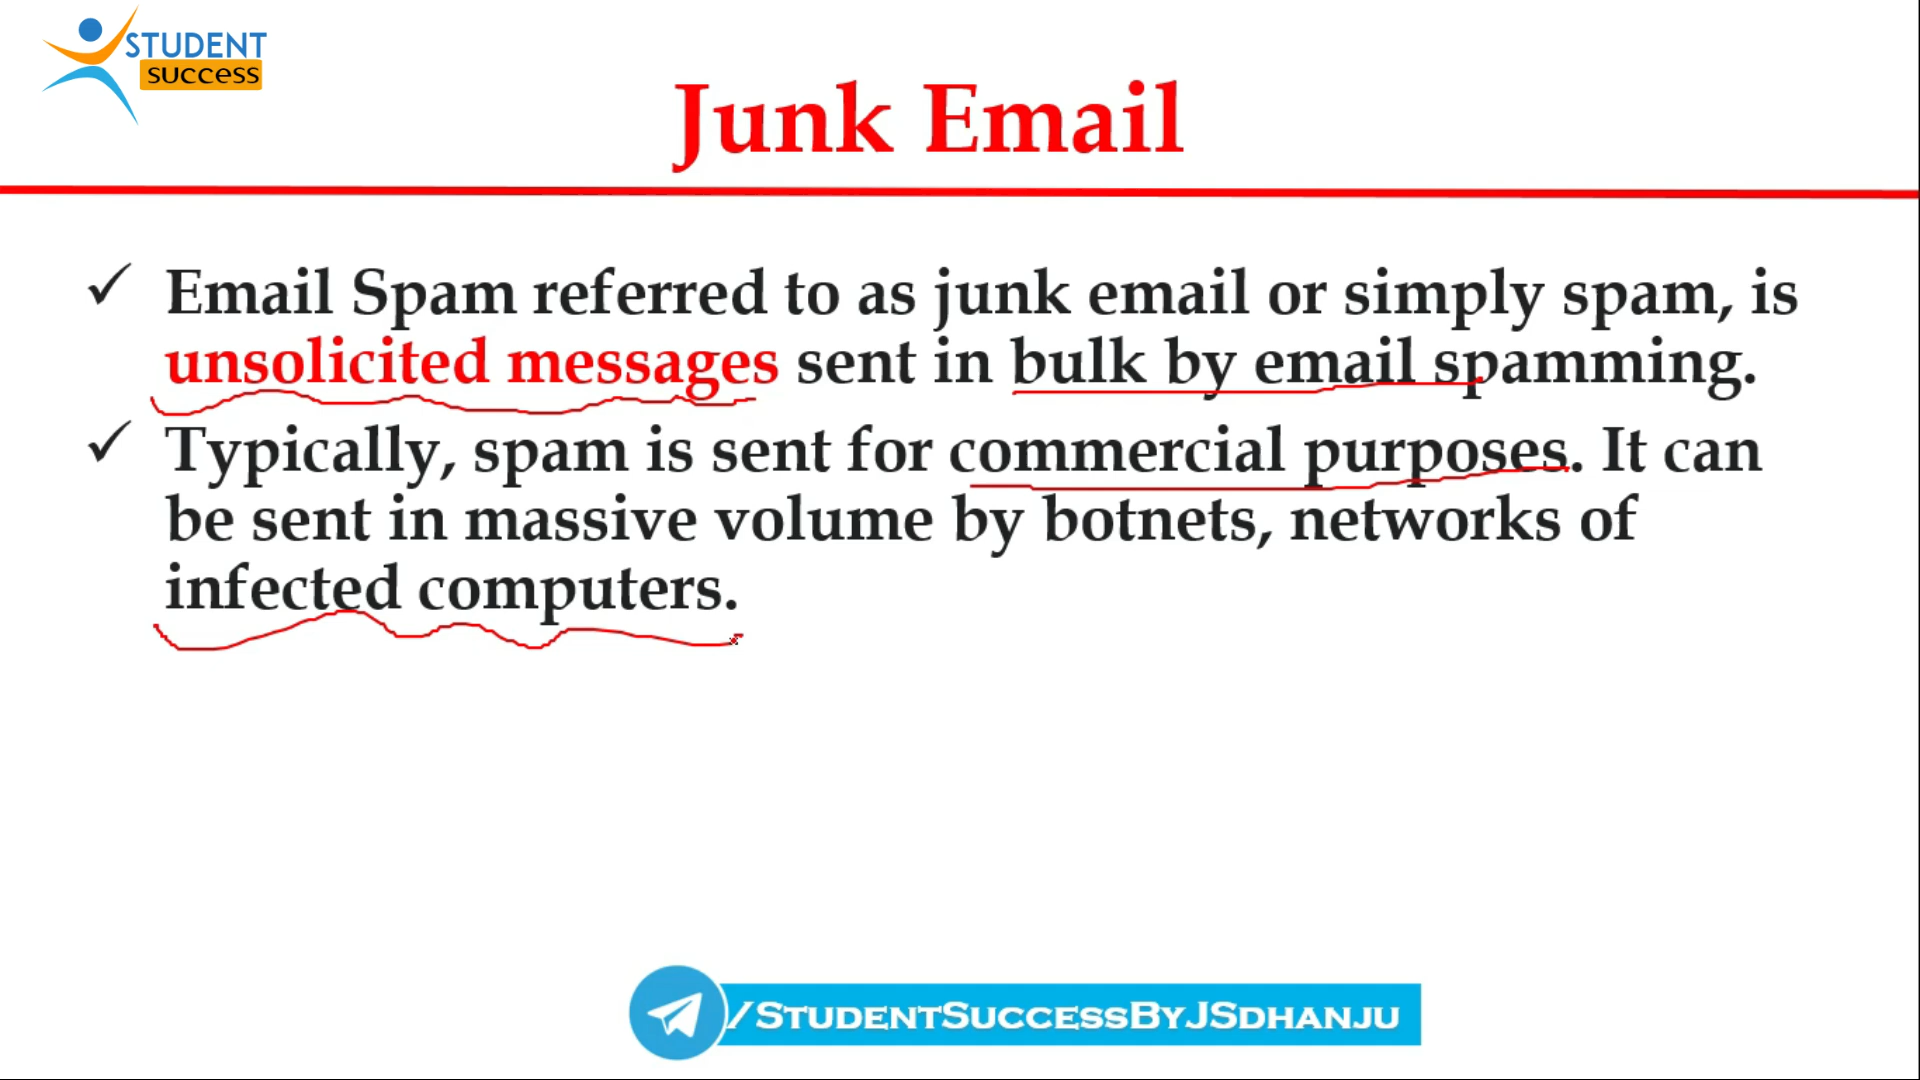 STUDENT
success
Junk Email
✓ Email Spam referred to as junk email or simply spam, is
unsolicited messages sent in bulk by email spamming.
✓ Typically, spam is sent for commercial purposes. It can
be sent in massive volume by botnets, networks of
infected computers.
/STUDENTSUCCESSBYJSDHANJU